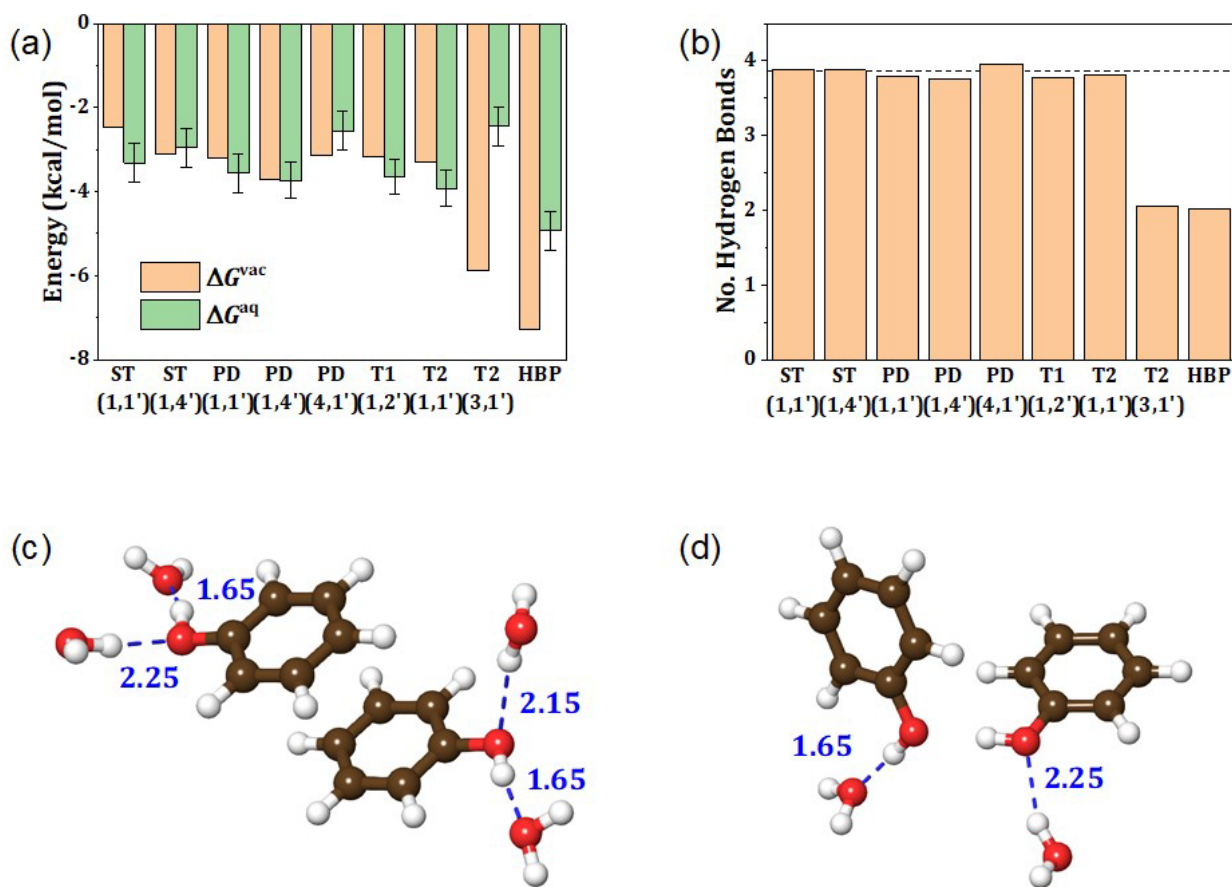 (a)
Energy (kcal/mol)
0
-2
-4
-6
-8
ΔG^vac
ΔG^aq
ST ST PD PD PD T1 T2 T2 HBP
(1,1') (1,4') (1,1') (1,4') (4,1') (1,2') (1,1') (3,1')
(b)
No. Hydrogen Bonds
4
3
2
1
0
ST ST PD PD PD T1 T2 T2 HBP
(1,1') (1,4') (1,1') (1,4') (4,1') (1,2') (1,1') (3,1')
(c)
1.65
2.25
2.15
1.65
(d)
1.65
2.25